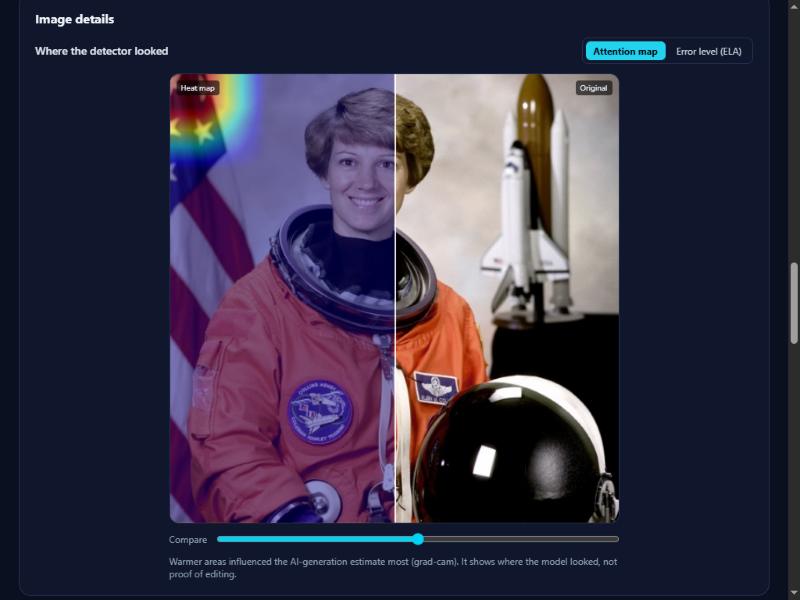 Image details
Where the detector looked
Attention map
Error level (ELA)
Heat map
Original
Compare
Warmer areas influenced the AI-generation estimate most (grad-cam). It shows where the model looked, not
proof of editing.